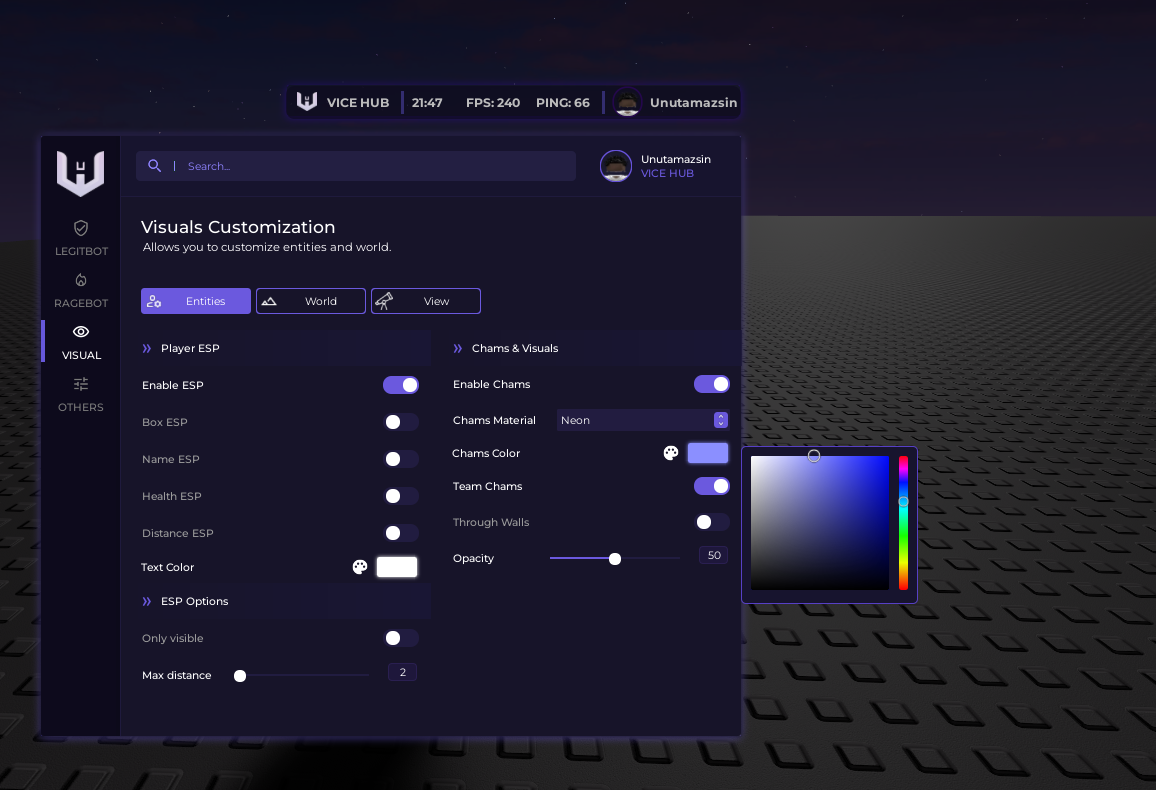 VICE HUB 21:47 FPS: 240 PING: 66 Unutamazsin
Search...
Unutamazsin
VICE HUB
LEGITBOT
RAGEBOT
VISUAL
OTHERS
Visuals Customization
Allows you to customize entities and world.
Entities World View
Player ESP
Enable ESP
Box ESP
Name ESP
Health ESP
Distance ESP
Text Color
ESP Options
Only visible
Max distance 2
Chams & Visuals
Enable Chams
Chams Material Neon
Chams Color
Team Chams
Through Walls
Opacity 50